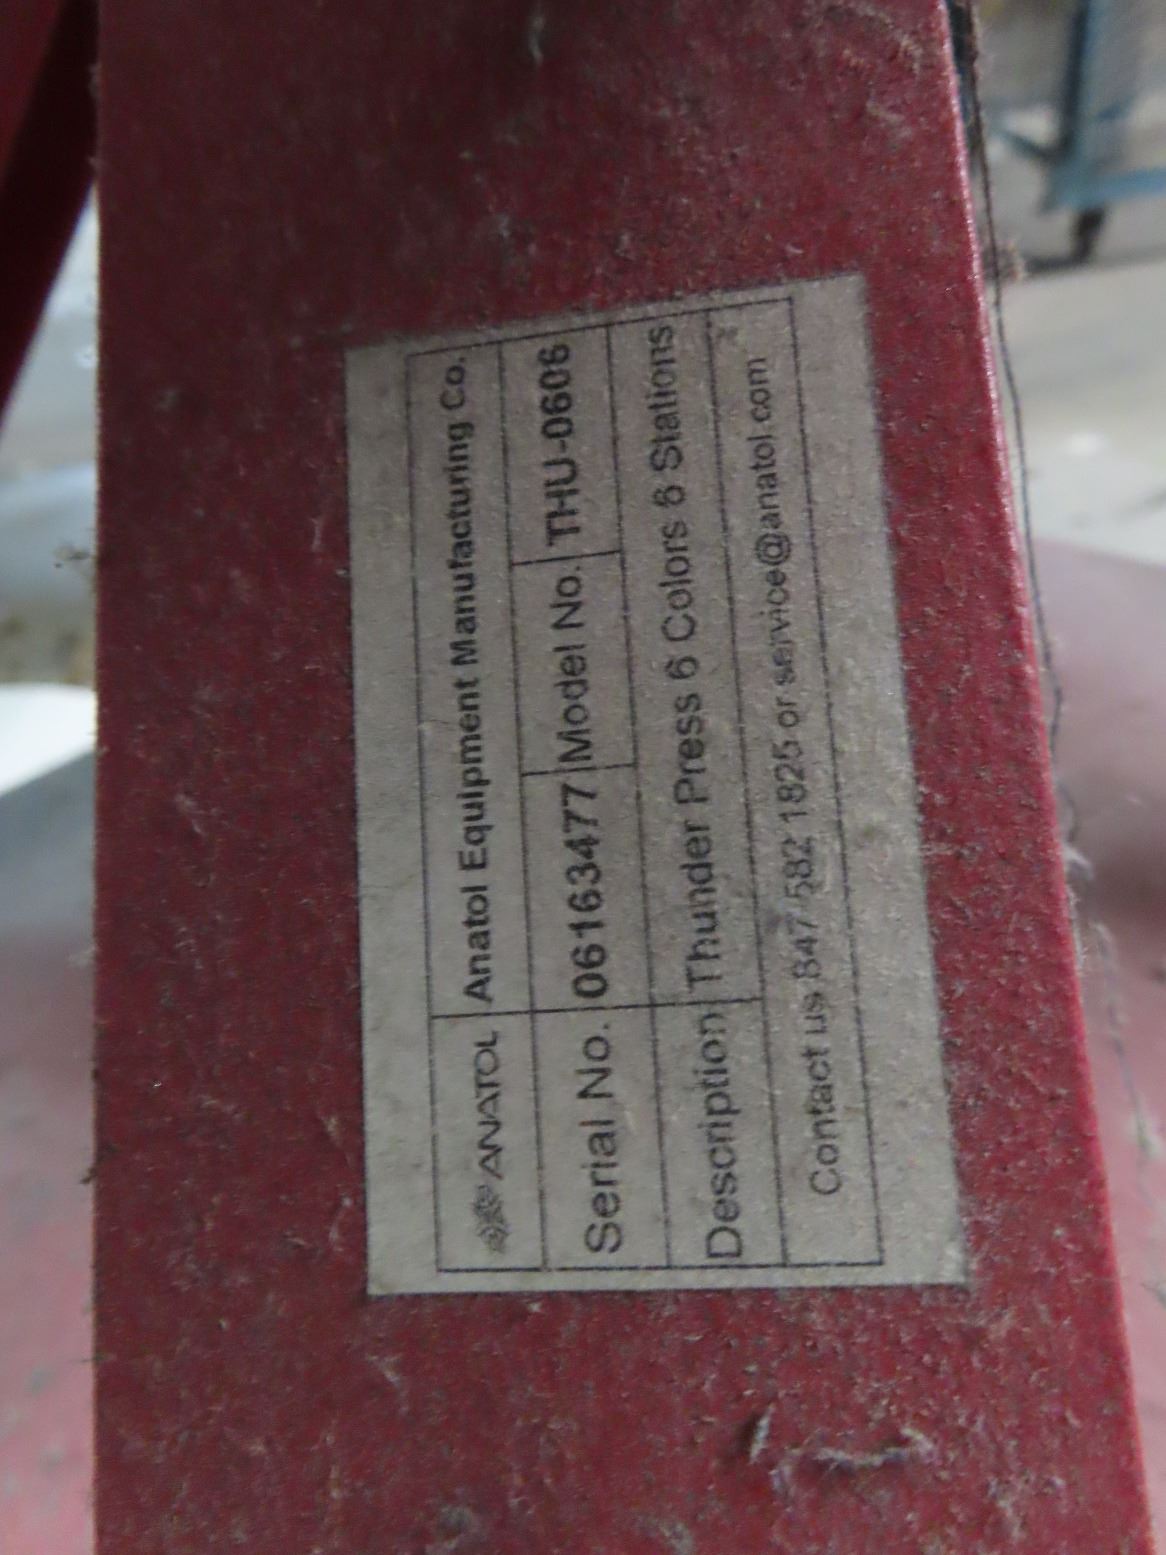 ANATOL Anatol Equipment Manufacturing Co.
Serial No. 06163477 Model No. THU-0606
Description Thunder Press 6 Colors 6 Stations
Contact us 847 582 1825 or service@anatol.com